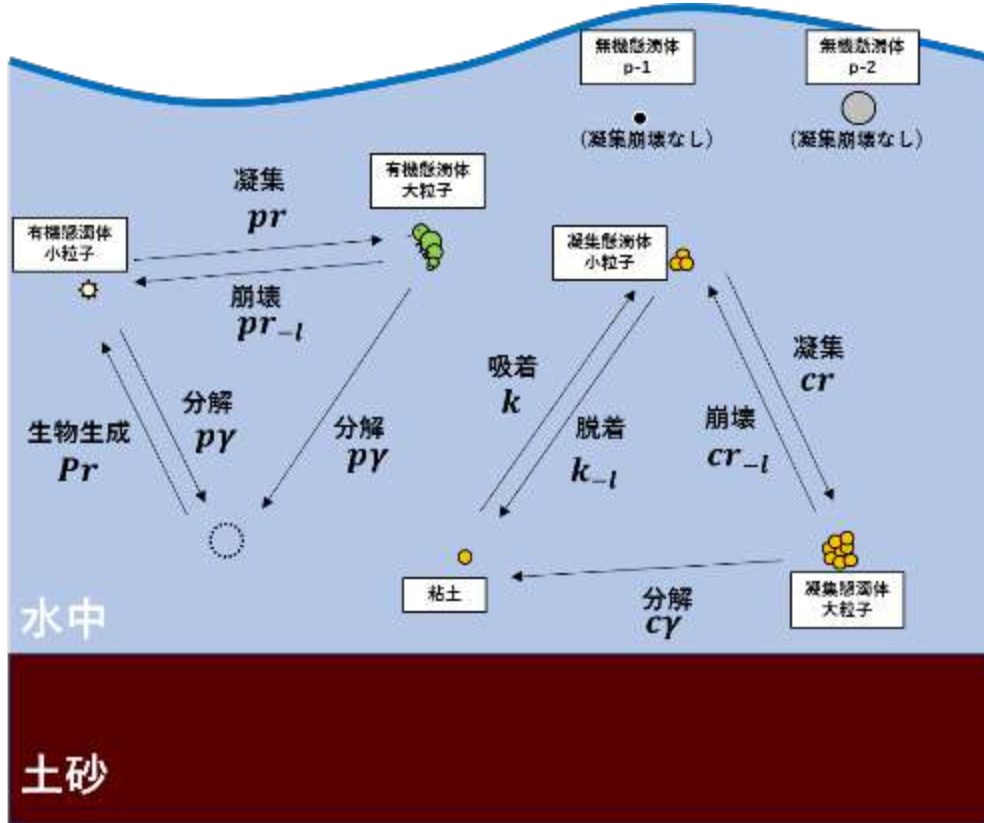 無機懸濁体
p-1
(凝集崩壊なし)
無機懸濁体
p-2
(凝集崩壊なし)
有機懸濁体
大粒子
凝集
pr
有機懸濁体
小粒子
崩壊
pr₋l
凝集懸濁体
小粒子
生物生成
Pr
分解
pγ
分解
pγ
吸着
k
脱着
k₋l
凝集
cr
崩壊
cr₋l
粘土
分解
cγ
凝集懸濁体
大粒子
水中
土砂